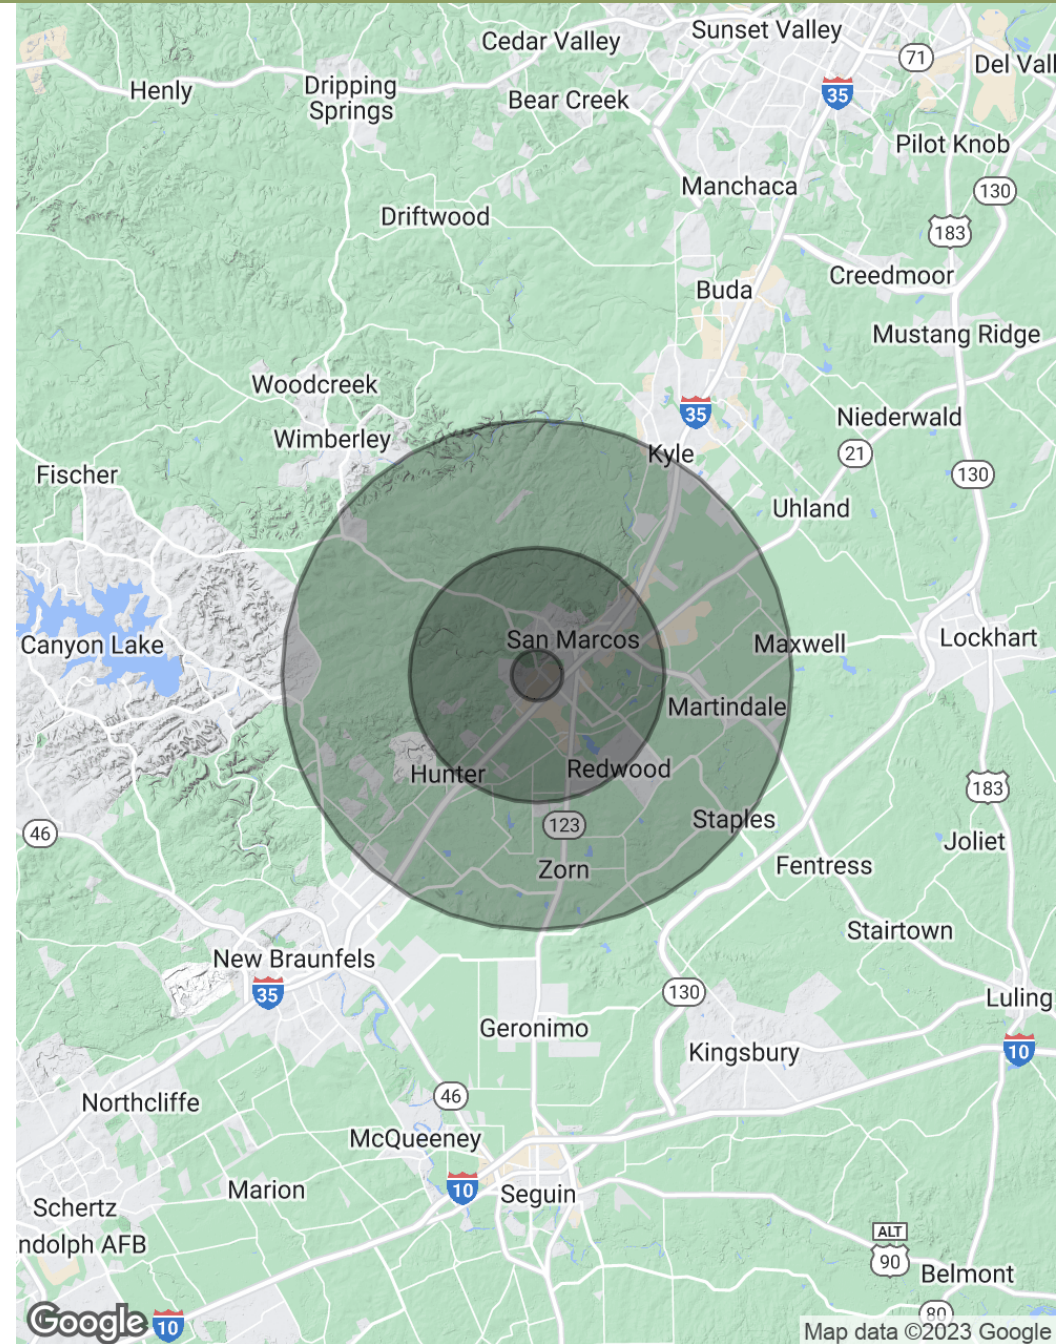 Cedar Valley
Sunset Valley
71
Del Vall
Henly
Dripping
Springs
Bear Creek
35
Pilot Knob
Manchaca
130
Driftwood
183
Creedmoor
Buda
Mustang Ridge
Woodcreek
35
Niederwald
Wimberley
21
Kyle
Fischer
130
Uhland
Canyon Lake
San Marcos
Maxwell
Lockhart
Martindale
Hunter
Redwood
183
46
123
Staples
Joliet
Zorn
Fentress
Stairtown
New Braunfels
35
130
Luling
Geronimo
Kingsbury
10
Northcliffe
46
McQueeney
Marion
10
Seguin
Schertz
ndolph AFB
ALT
90
Belmont
Google
10
80
Map data ©2023 Google